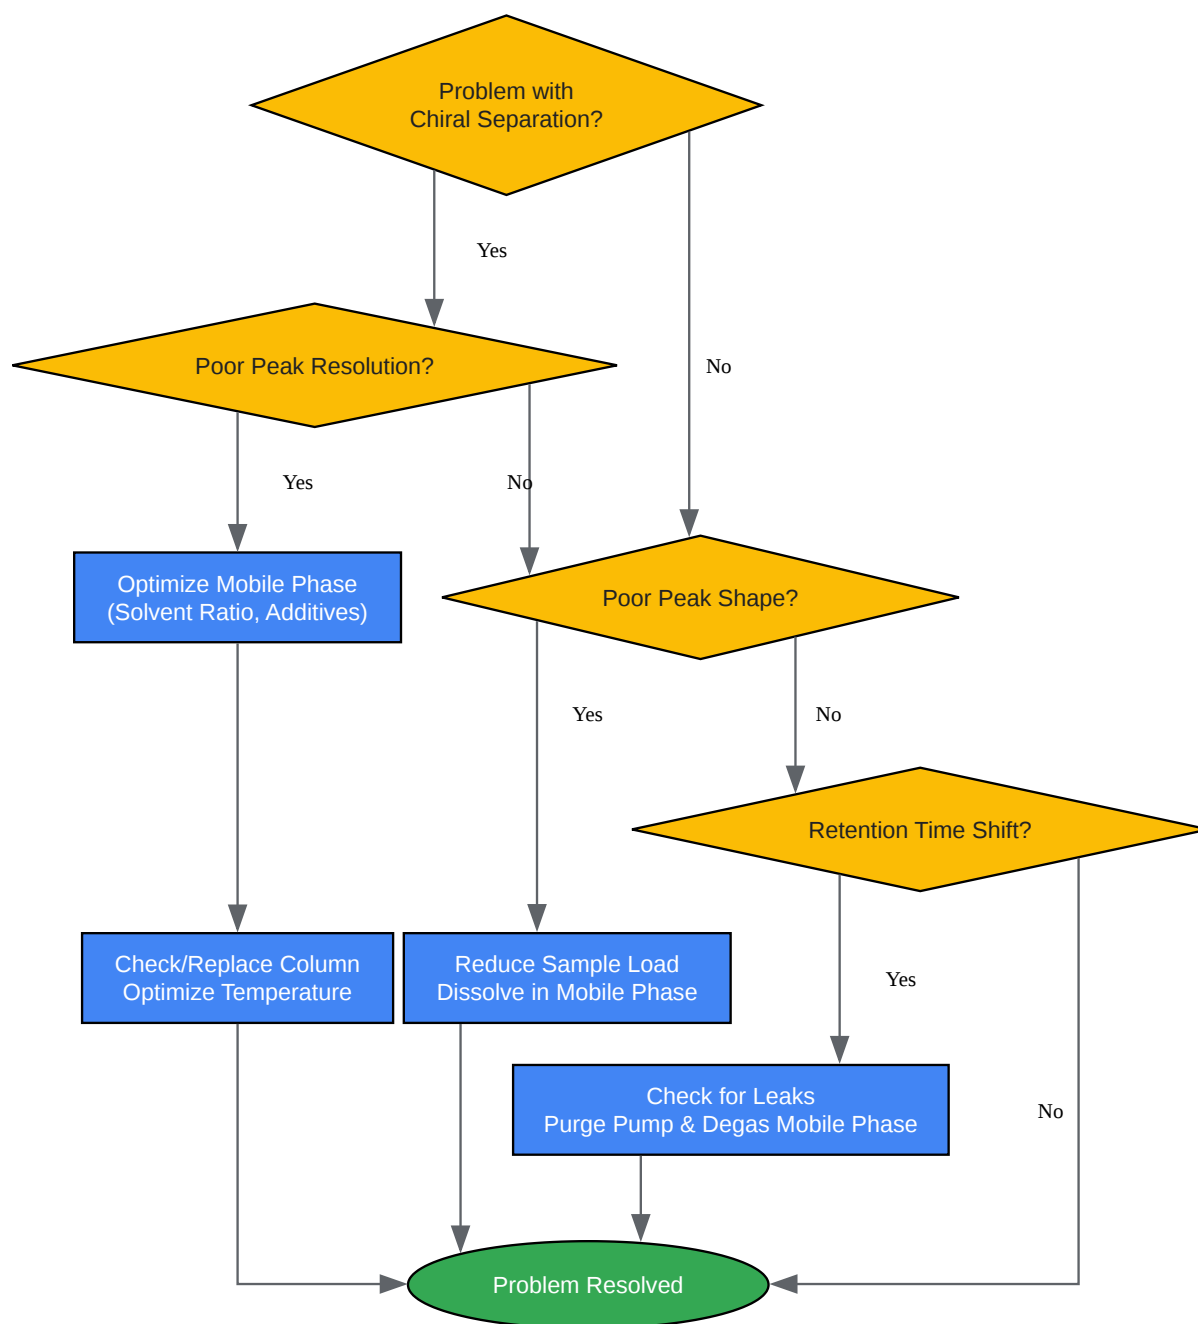 Problem with
Chiral Separation?
Yes
No
Poor Peak Resolution?
Yes
No
Optimize Mobile Phase
(Solvent Ratio, Additives)
Poor Peak Shape?
Yes
No
Retention Time Shift?
Check/Replace Column
Optimize Temperature
Reduce Sample Load
Dissolve in Mobile Phase
Yes
No
Check for Leaks
Purge Pump & Degas Mobile Phase
Problem Resolved